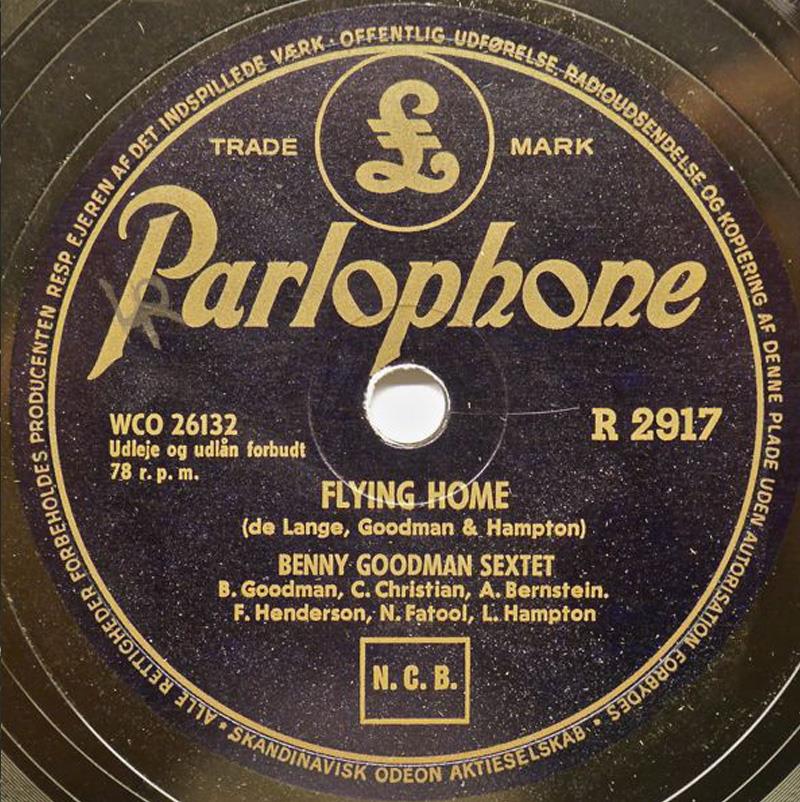 ALLE RETTIGHEDER FORBEHOLDES PRODUCENTEN RESP. EJEREN AF DET INDSPILLEDE VÆRK · OFFENTLIG UDFØRELSE, RADIOUDSENDELSE OG KOPIERING AF DENNE PLADE UDEN AUTORISATION FORBYDES
TRADE £ MARK
Parlophone
WCO 26132
R 2917
Udleje og udlån forbudt
78 r. p. m.
FLYING HOME
(de Lange, Goodman & Hampton)
BENNY GOODMAN SEXTET
B. Goodman, C. Christian, A. Bernstein.
F. Henderson, N. Fatool, L. Hampton
N. C. B.
· SKANDINAVISK ODEON AKTIESELSKAB ·